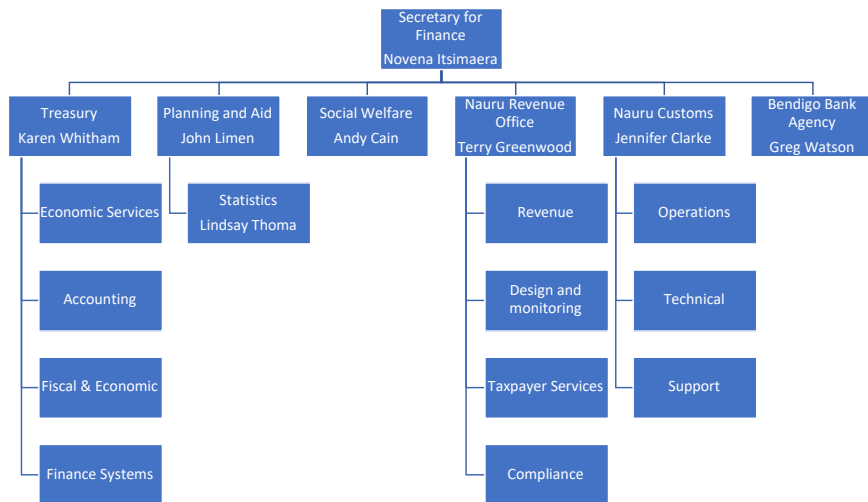 Secretary for
Finance
Novena Itsimaera
Treasury
Karen Whitham
Planning and Aid
John Limen
Social Welfare
Andy Cain
Nauru Revenue
Office
Terry Greenwood
Nauru Customs
Jennifer Clarke
Bendigo Bank
Agency
Greg Watson
Economic Services
Statistics
Lindsay Thoma
Revenue
Operations
Accounting
Design and
monitoring
Technical
Fiscal & Economic
Taxpayer Services
Support
Finance Systems
Compliance